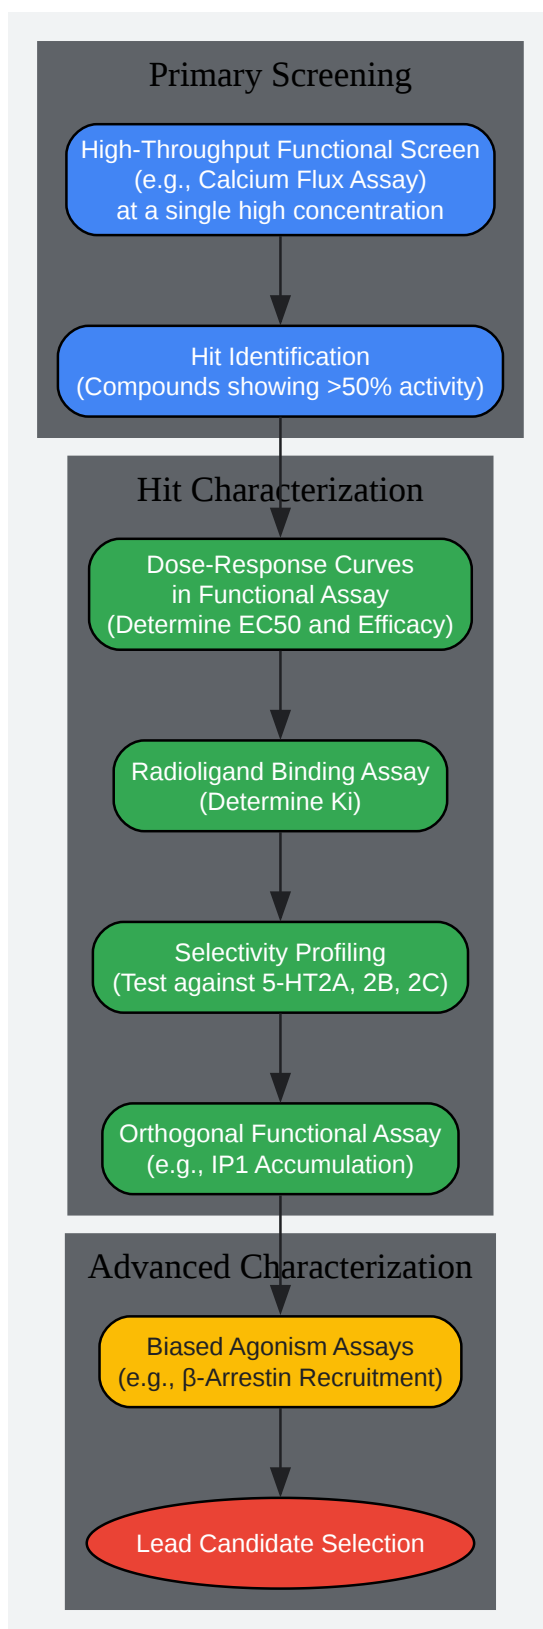 Primary Screening
High-Throughput Functional Screen
(e.g., Calcium Flux Assay)
at a single high concentration
Hit Identification
(Compounds showing >50% activity)
Hit Characterization
Dose-Response Curves
in Functional Assay
(Determine EC50 and Efficacy)
Radioligand Binding Assay
(Determine Ki)
Selectivity Profiling
(Test against 5-HT2A, 2B, 2C)
Orthogonal Functional Assay
(e.g., IP1 Accumulation)
Advanced Characterization
Biased Agonism Assays
(e.g., β-Arrestin Recruitment)
Lead Candidate Selection